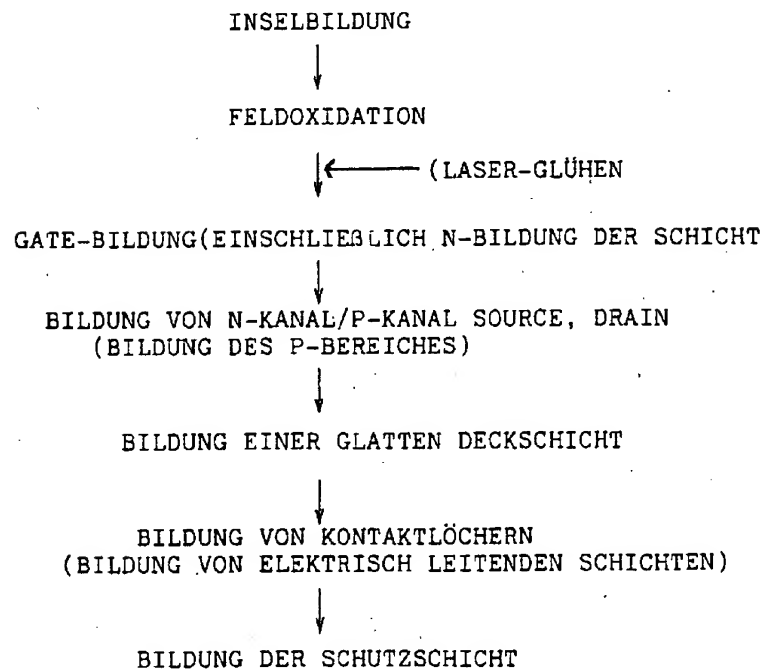 INSELBILDUNG
FELDOXIDATION
(LASER-GLÜHEN
GATE-BILDUNG(EINSCHLIEßLICH N-BILDUNG DER SCHICHT
BILDUNG VON N-KANAL/P-KANAL SOURCE, DRAIN
(BILDUNG DES P-BEREICHES)
BILDUNG EINER GLATTEN DECKSCHICHT
BILDUNG VON KONTAKTLÖCHERN
(BILDUNG VON ELEKTRISCH LEITENDEN SCHICHTEN)
BILDUNG DER SCHUTZSCHICHT